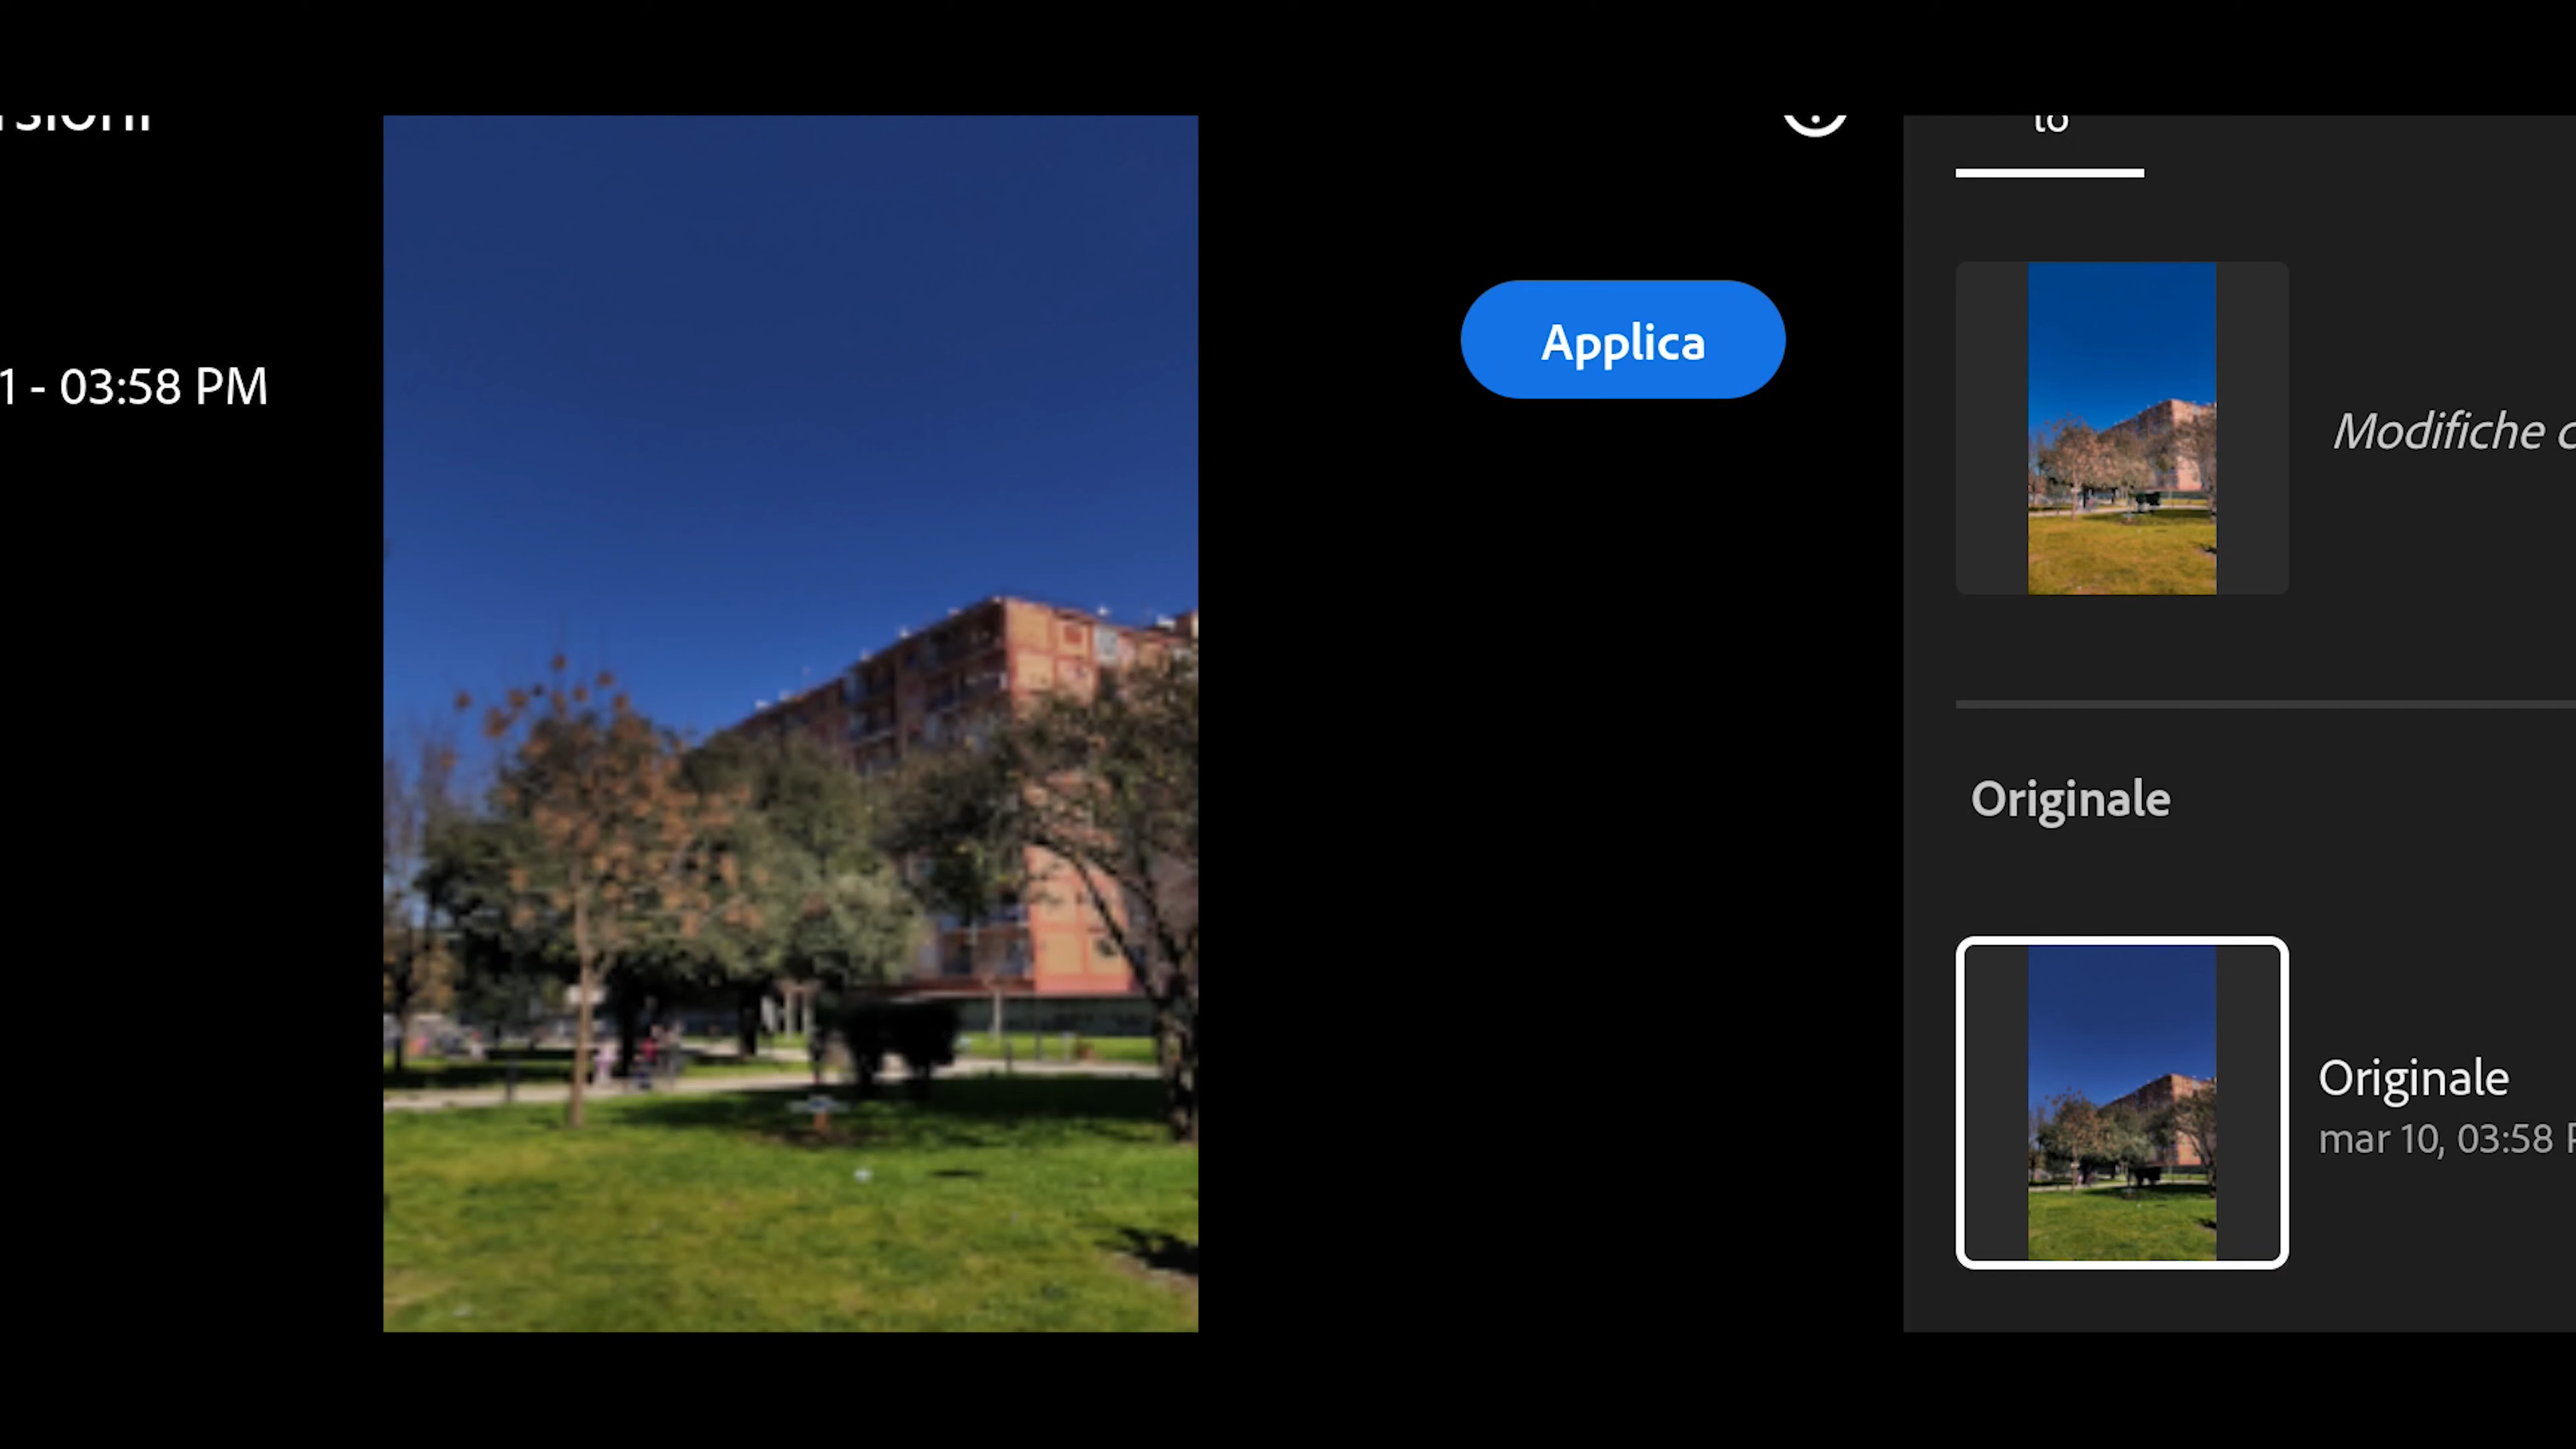 1 - 03:58 PM
Applica
Modifiche
Originale
Originale
mar 10, 03:58